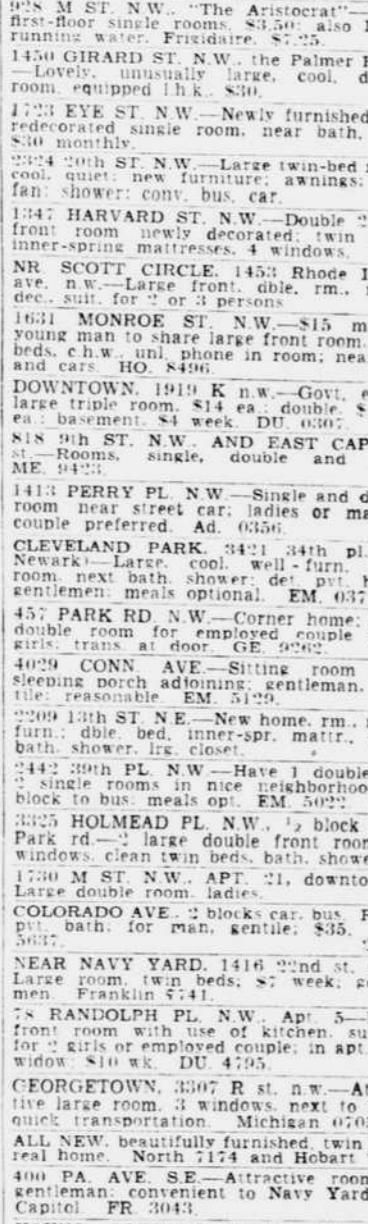 928 M ST. N.W., "The Aristocrat"—
first-floor single rooms, $3.50; also
running water, Frigidaire, $7.25.
1450 GIRARD ST. N.W., the Palmer
—Lovely, unusually large, cool,
room, equipped l.h.k., $30.
1723 EYE ST. N.W.—Newly furnished
redecorated single room, near bath,
$30 monthly.
2324 20th ST. N.W.—Large twin-bed
cool, quiet; new furniture; awnings;
fan; shower; conv. bus, car.
1347 HARVARD ST. N.W.—Double
front room newly decorated; twin
inner-spring mattresses, 4 windows.
NR. SCOTT CIRCLE, 1453 Rhode I
ave. n.w.—Large front, dble. rm.,
dec., suit. for 2 or 3 persons
1631 MONROE ST. N.W.—$15 m
young man to share large front room,
beds, c.h.w., unl. phone in room; nea
and cars. HO. 8496.
DOWNTOWN, 1919 K n.w.—Govt. e
large triple room, $14 ea.; double, $
ea.; basement, $4 week. DU. 0307.
818 9th ST. N.W. AND EAST CAP
st.—Rooms, single, double and
ME. 9423.
1413 PERRY PL. N.W.—Single and d
room near street car; ladies or ma
couple preferred. Ad. 0356.
CLEVELAND PARK, 3421 34th pl.
Newark)—Large, cool, well-furn.
room, next bath, shower; det. pvt. h
gentlemen; meals optional. EM. 037
457 PARK RD. N.W.—Corner home;
double room for employed couple
girls; trans. at door. GE. 9262.
4029 CONN. AVE.—Sitting room
sleeping porch adjoining; gentleman.
tile; reasonable. EM. 5129.
2209 13th ST. N.E.—New home, rm.,
furn.; dble. bed, inner-spr. mattr.,
bath, shower, lrg. closet.
2442 39th PL. N.W.—Have 1 double
2 single rooms in nice neighborhoo
block to bus; meals opt. EM. 5022.
3325 HOLMEAD PL. N.W., ½ block
Park rd.—2 large double front roo
windows, clean twin beds, bath, showe
1730 M ST. N.W., APT. 21, downto
Large double room, ladies.
COLORADO AVE., 2 blocks car, bus. F
pvt. bath; for man, gentile; $35.
5637.
NEAR NAVY YARD, 1416 22nd st.
Large room, twin beds; $7 week; g
men. Franklin 5741.
78 RANDOLPH PL. N.W., Apt. 5—
front room with use of kitchen, su
for 2 girls or employed couple; in apt.
widow; $10 wk. DU. 4795.
GEORGETOWN, 3307 R st. n.w.—At
tive large room, 3 windows, next to
quick transportation. Michigan 070
ALL NEW, beautifully furnished, twin
real home. North 7174 and Hobart
400 PA. AVE. S.E.—Attractive room
gentleman; convenient to Navy Yard
Capitol. FR. 3043.